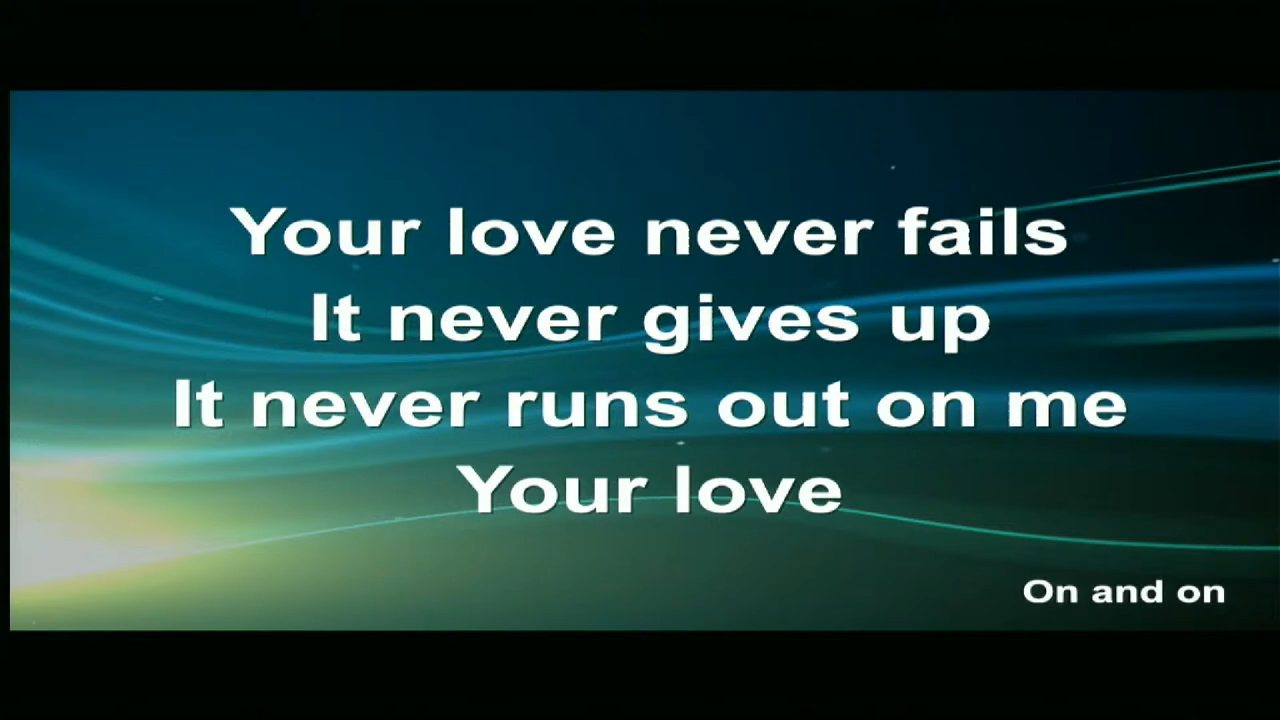 Your love never fails
It never gives up
It never runs out on me
Your love
On and on